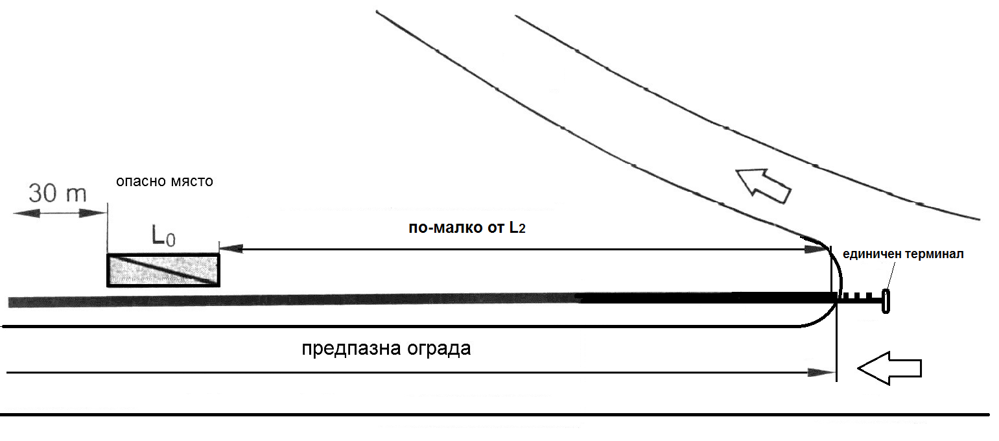 опасно място
30 m
L0
по-малко от L2
единичен терминал
предпазна ограда